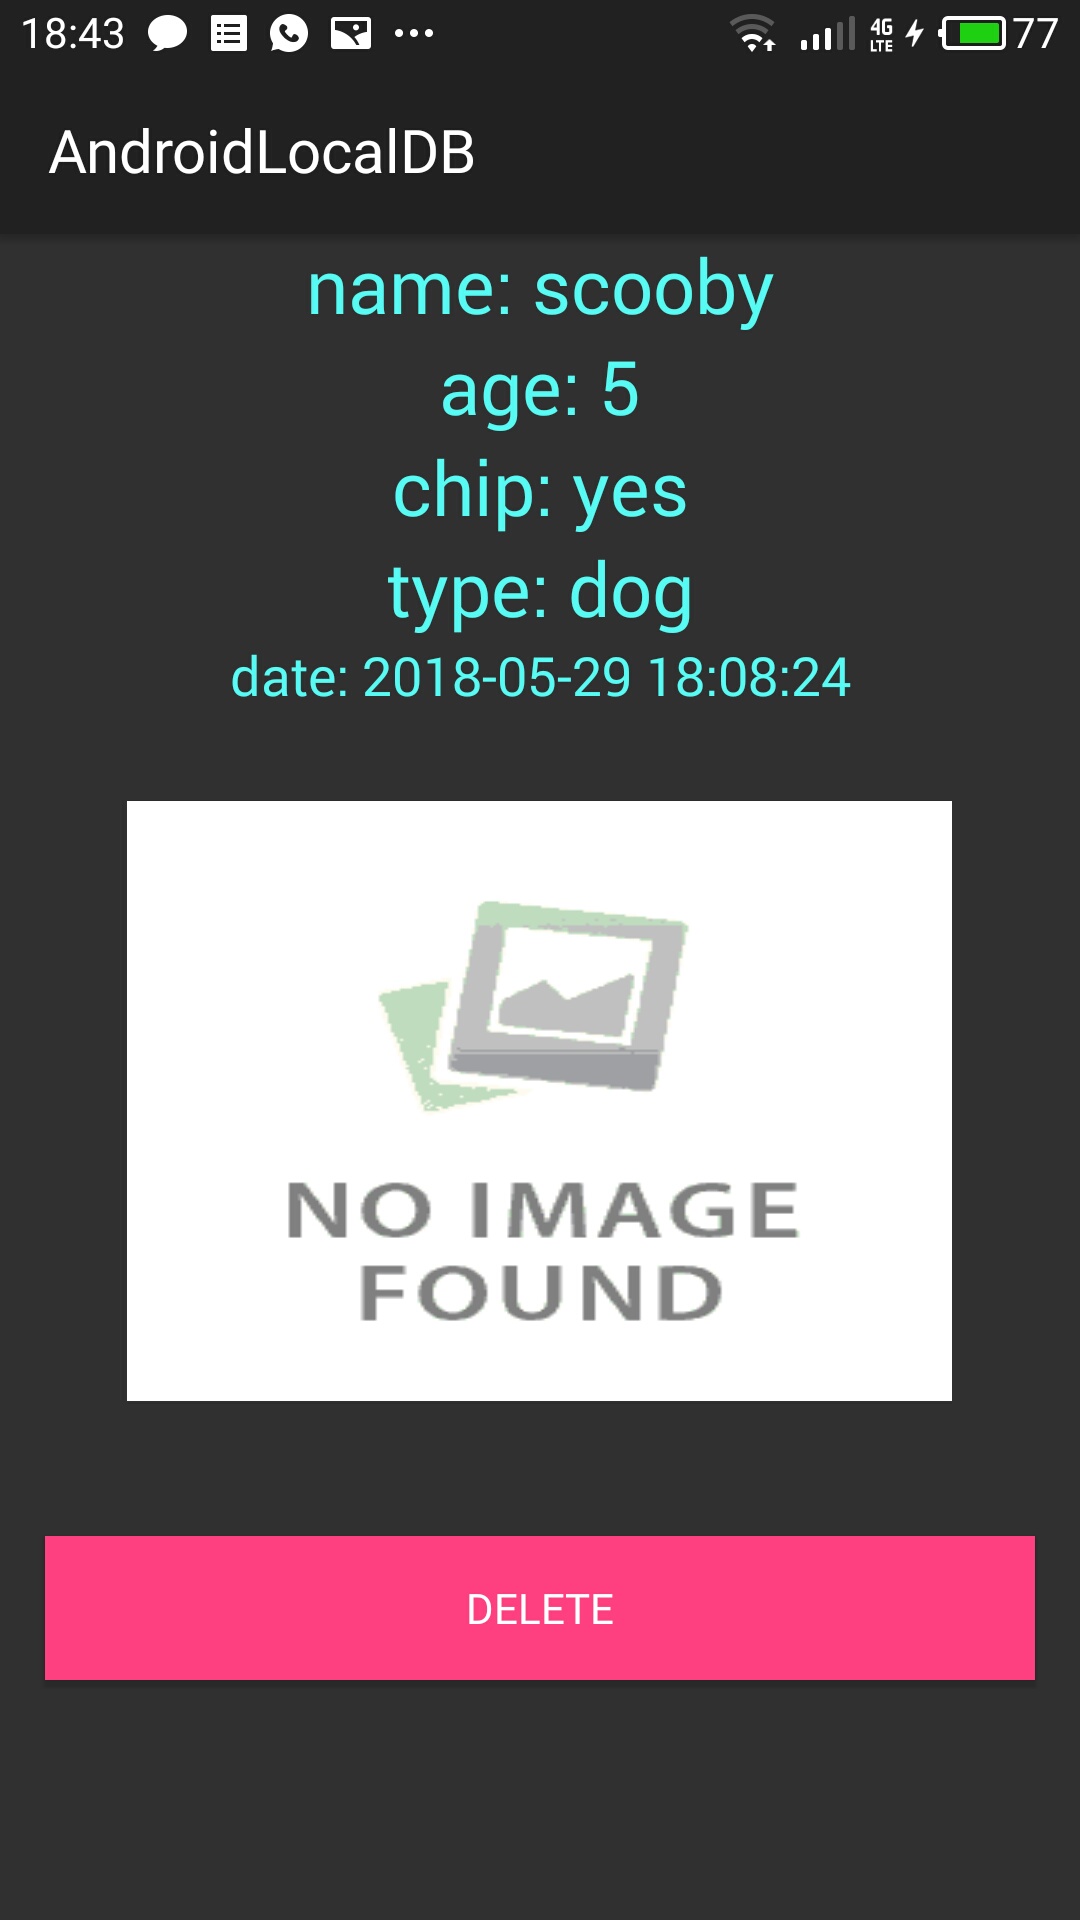 18:43
4G
LTE
77
AndroidLocalDB
name: scooby
age: 5
chip: yes
type: dog
date: 2018-05-29 18:08:24
NO IMAGE
FOUND
DELETE